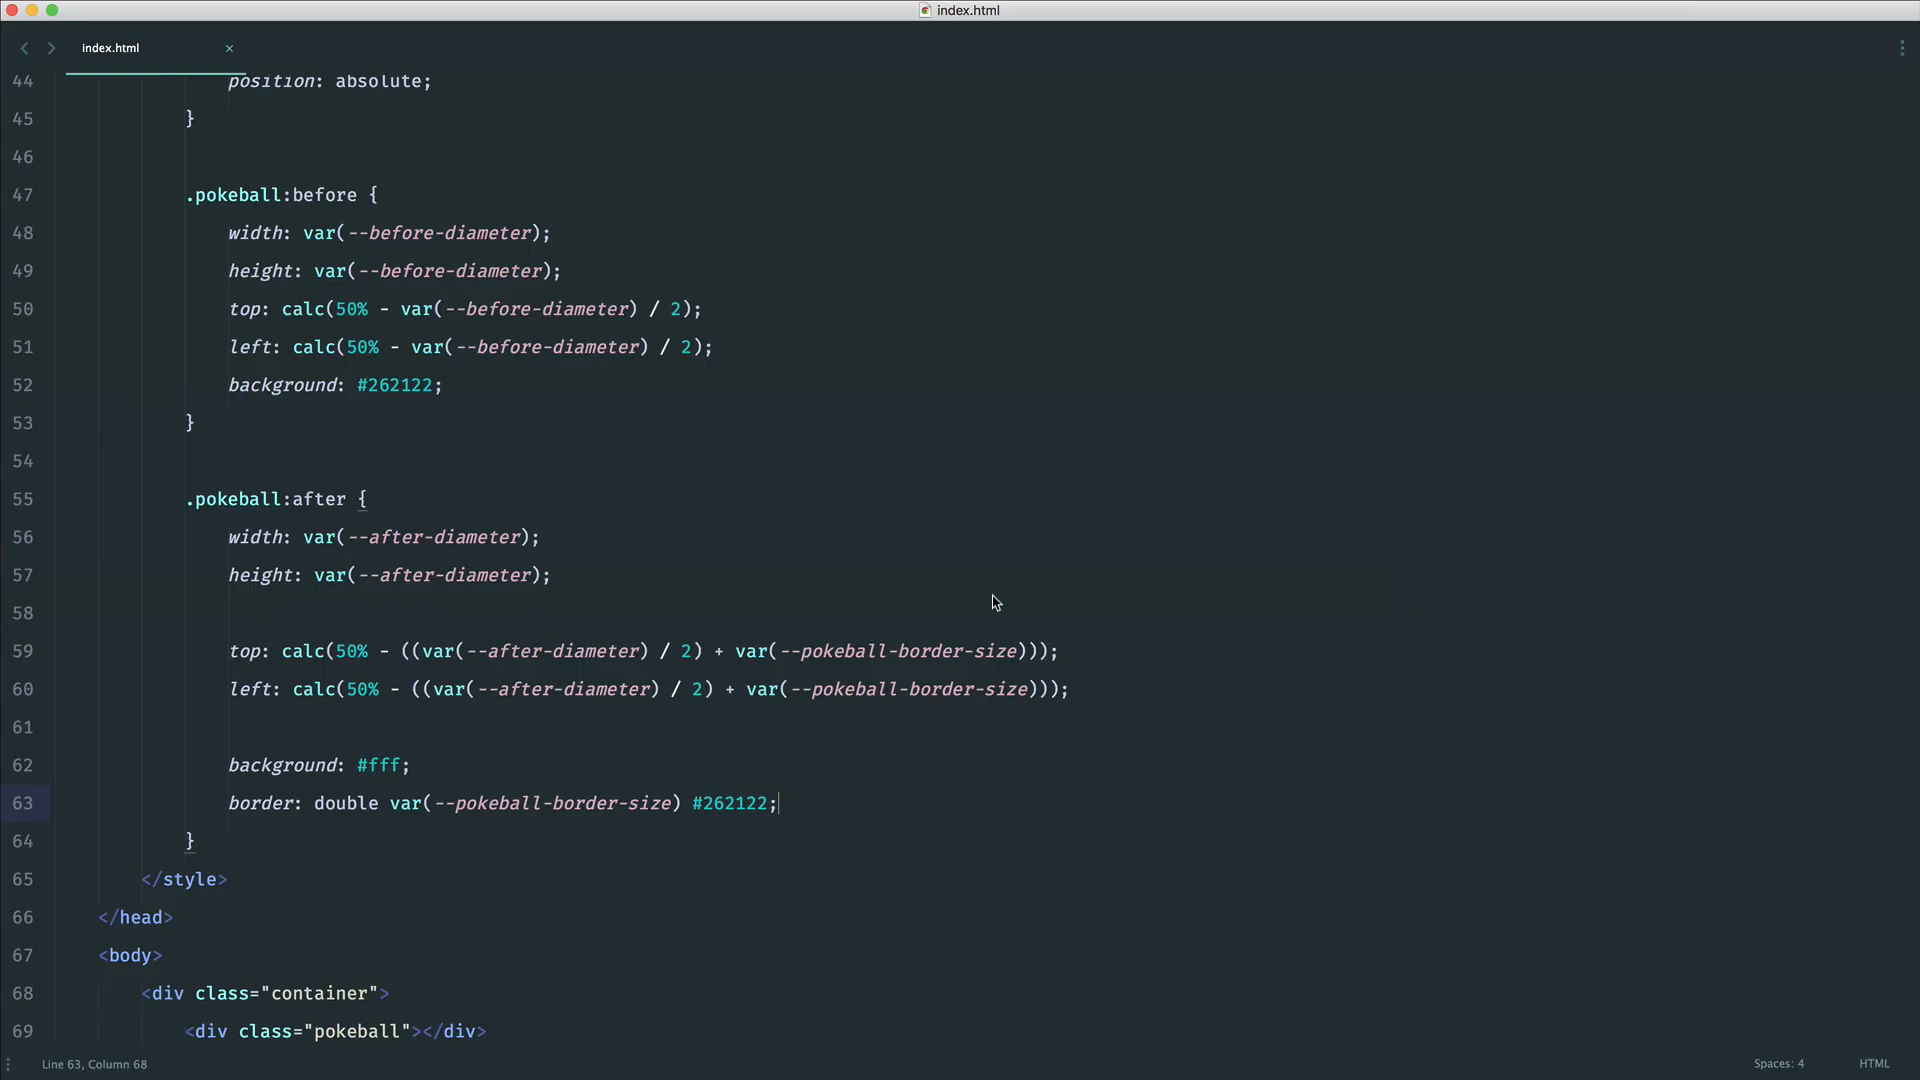 index.html
index.html ×
44 position: absolute;
45 }
46
47 .pokeball:before {
48 width: var(--before-diameter);
49 height: var(--before-diameter);
50 top: calc(50% - var(--before-diameter) / 2);
51 left: calc(50% - var(--before-diameter) / 2);
52 background: #262122;
53 }
54
55 .pokeball:after {
56 width: var(--after-diameter);
57 height: var(--after-diameter);
58
59 top: calc(50% - ((var(--after-diameter) / 2) + var(--pokeball-border-size)));
60 left: calc(50% - ((var(--after-diameter) / 2) + var(--pokeball-border-size)));
61
62 background: #fff;
63 border: double var(--pokeball-border-size) #262122;
64 }
65 </style>
66 </head>
67 <body>
68 <div class="container">
69 <div class="pokeball"></div>
Line 63, Column 68 Spaces: 4 HTML